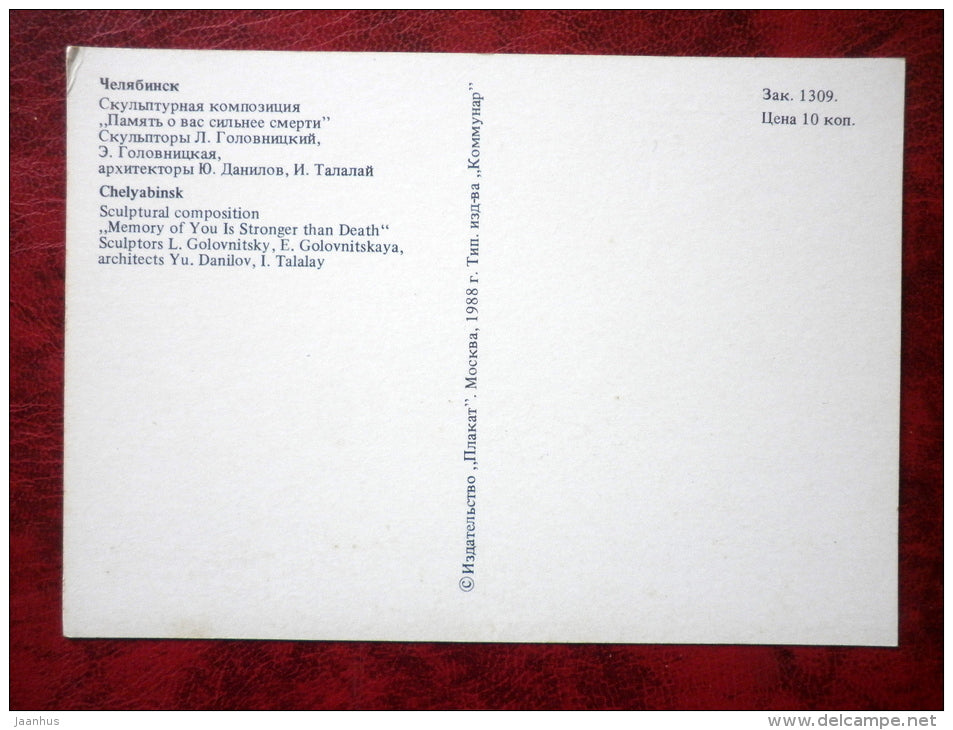 Челябинск
Скульптурная композиция
„Память о вас сильнее смерти”
Скульпторы Л. Головницкий,
Э. Головницкая,
архитекторы Ю. Данилов, И. Талалай
Chelyabinsk
Sculptural composition
„Memory of You Is Stronger than Death“
Sculptors L. Golovnitsky, E. Golovnitskaya,
architects Yu. Danilov, I. Talalay
© Издательство „Плакат”. Москва, 1988 г. Тип. изд-ва „Коммунар”
Зак. 1309.
Цена 10 коп.
jaanhus
www.delcampe.net